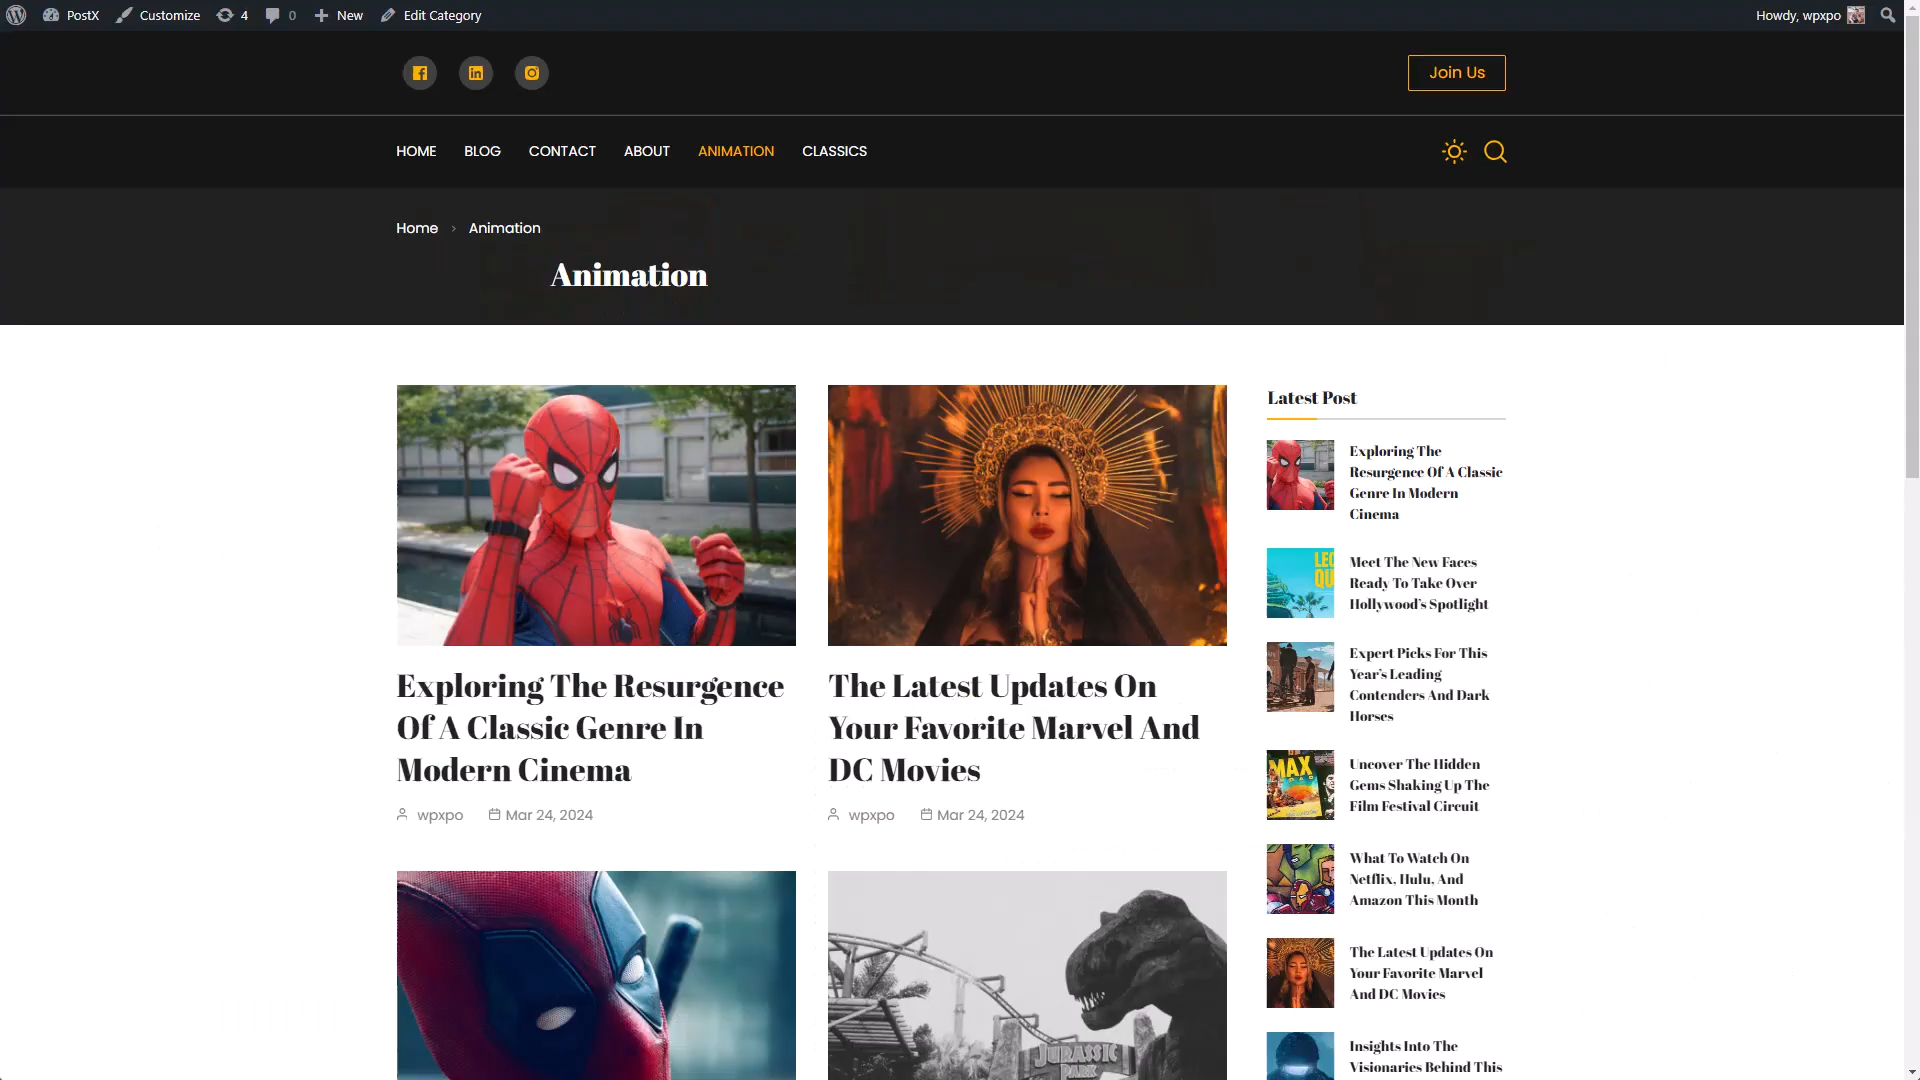 PostX Customize 4 0 New Edit Category Howdy, wpxpo
Join Us
HOME BLOG CONTACT ABOUT ANIMATION CLASSICS
Home > Animation
Animation
Exploring The Resurgence
Of A Classic Genre In
Modern Cinema
wpxpo Mar 24, 2024
The Latest Updates On
Your Favorite Marvel And
DC Movies
wpxpo Mar 24, 2024
JURASSIC
PARK
Latest Post
Exploring The
Resurgence Of A Classic
Genre In Modern
Cinema
LEO
QU
Meet The New Faces
Ready To Take Over
Hollywood's Spotlight
Expert Picks For This
Year's Leading
Contenders And Dark
Horses
MAX
Uncover The Hidden
Gems Shaking Up The
Film Festival Circuit
What To Watch On
Netflix, Hulu, And
Amazon This Month
The Latest Updates On
Your Favorite Marvel
And DC Movies
Insights Into The
Visionaries Behind This